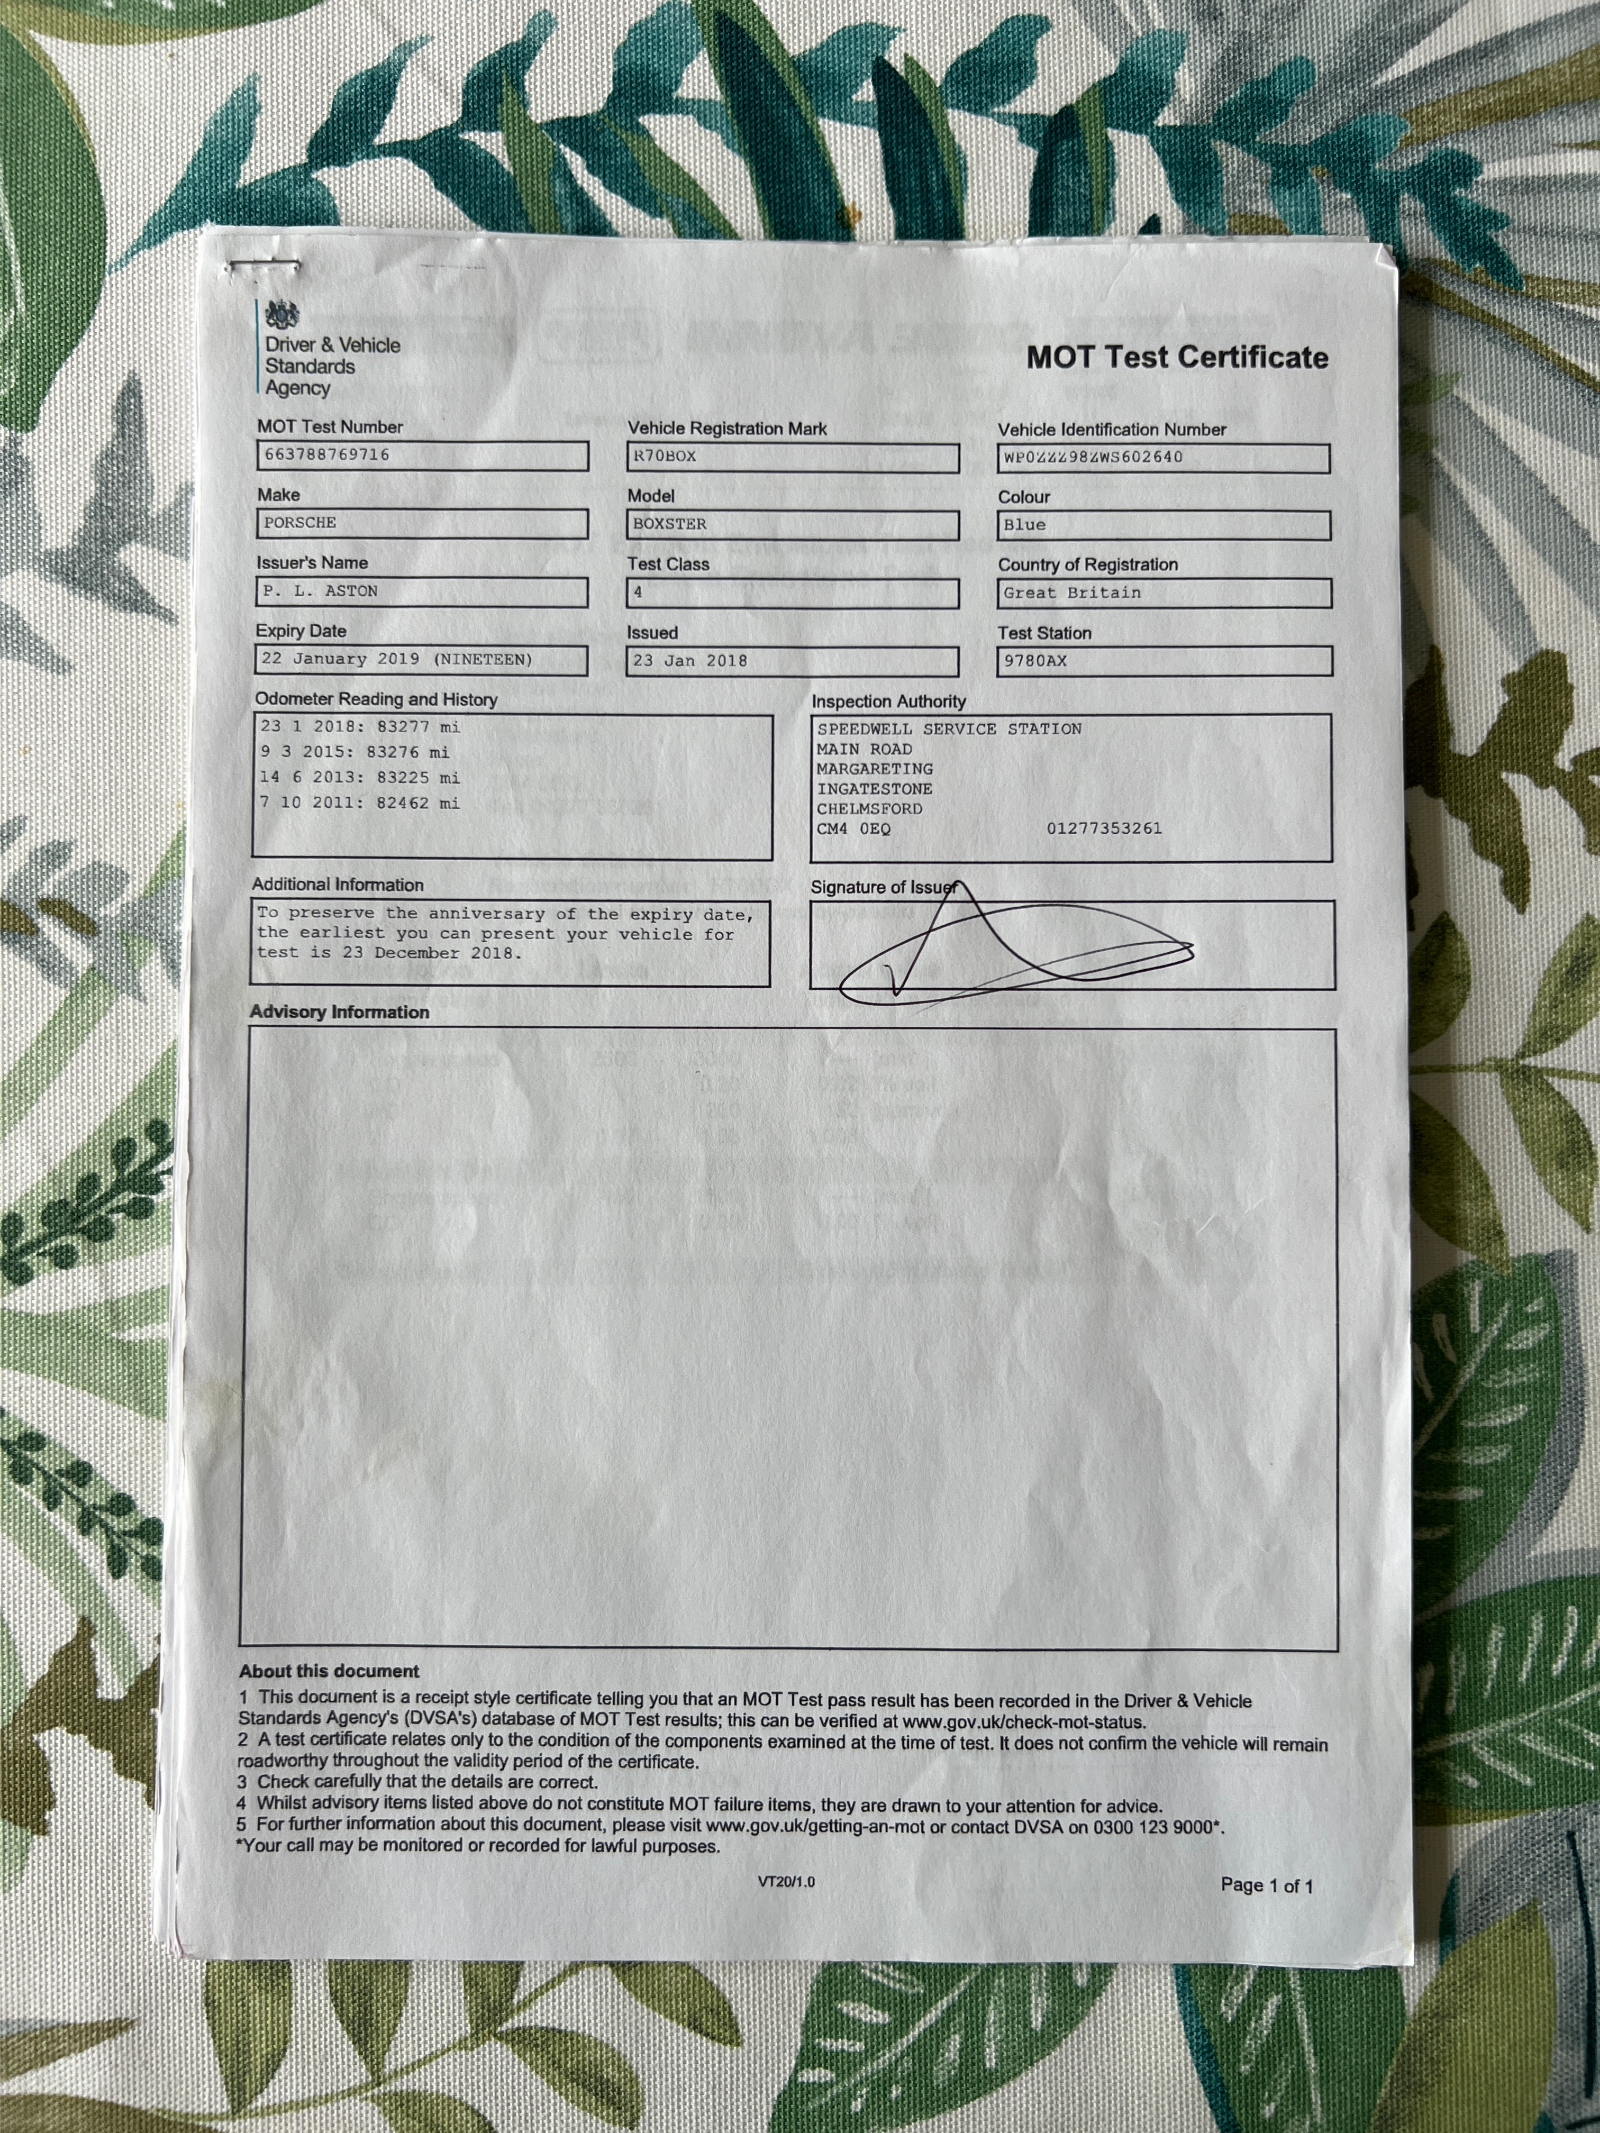 Driver & Vehicle
Standards
Agency
MOT Test Certificate
MOT Test Number
Vehicle Registration Mark
Vehicle Identification Number
663788769716
R70BOX
WP0ZZZ98ZWS602640
Make
Model
Colour
PORSCHE
BOXSTER
Blue
Issuer's Name
Test Class
Country of Registration
P. L. ASTON
4
Great Britain
Expiry Date
Issued
Test Station
22 January 2019 (NINETEEN)
23 Jan 2018
9780AX
Odometer Reading and History
23 1 2018: 83277 mi
9 3 2015: 83276 mi
14 6 2013: 83225 mi
7 10 2011: 82462 mi
Inspection Authority
SPEEDWELL SERVICE STATION
MAIN ROAD
MARGARETING
INGATESTONE
CHELMSFORD
CM4 0EQ 01277353261
Additional Information
To preserve the anniversary of the expiry date,
the earliest you can present your vehicle for
test is 23 December 2018.
Signature of Issuer
Advisory Information
About this document
1 This document is a receipt style certificate telling you that an MOT Test pass result has been recorded in the Driver & Vehicle
Standards Agency's (DVSA's) database of MOT Test results; this can be verified at www.gov.uk/check-mot-status.
2 A test certificate relates only to the condition of the components examined at the time of test. It does not confirm the vehicle will remain
roadworthy throughout the validity period of the certificate.
3 Check carefully that the details are correct.
4 Whilst advisory items listed above do not constitute MOT failure items, they are drawn to your attention for advice.
5 For further information about this document, please visit www.gov.uk/getting-an-mot or contact DVSA on 0300 123 9000*.
*Your call may be monitored or recorded for lawful purposes.
VT20/1.0
Page 1 of 1